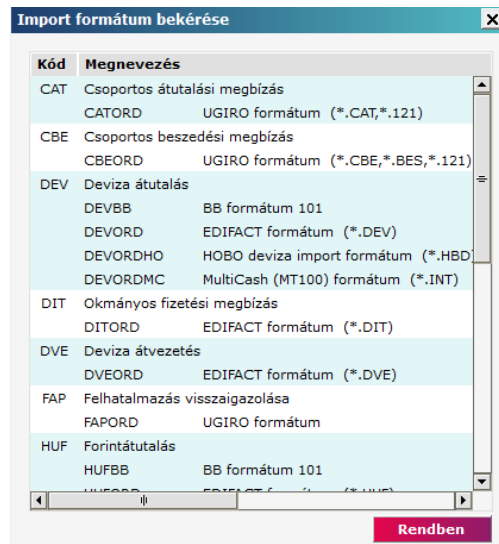 Import formátum bekérése
Kód Megnevezés
CAT Csoportos átutalási megbízás
CATORD UGIRO formátum (*.CAT,*.121)
CBE Csoportos beszedési megbízás
CBEORD UGIRO formátum (*.CBE,*.BES,*.121)
DEV Deviza átutalás
DEVBB BB formátum 101
DEVORD EDIFACT formátum (*.DEV)
DEVORDHO HOBO deviza import formátum (*.HBD)
DEVORDMC MultiCash (MT100) formátum (*.INT)
DIT Okmányos fizetési megbízás
DITORD EDIFACT formátum (*.DIT)
DVE Deviza átvezetés
DVEORD EDIFACT formátum (*.DVE)
FAP Felhatalmazás visszaigazolása
FAPORD UGIRO formátum
HUF Forintátutalás
HUFBB BB formátum 101
Rendben